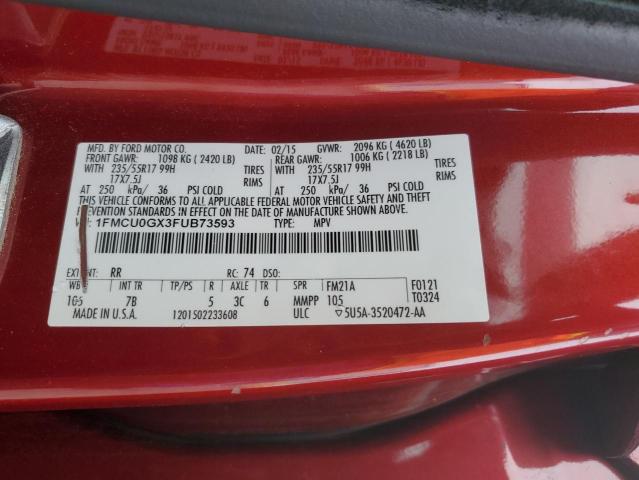 MFD. BY FORD MOTOR CO. 02/15 GVWR: 2096 KG ( 4620 LB)
FRONT GAWR: 1098 KG ( 2420 LB) REAR GAWR: 1006 KG ( 2218 LB)
WITH 235/55R17 99H TIRES WITH 235/55R17 99H TIRES
17X7.5J RIMS 17X7.5J RIMS
AT 250 kPa/ 36 PSI COLD AT 250 kPa/ 36 PSI COLD
THIS VEHICLE CONFORMS TO ALL APPLICABLE FEDERAL MOTOR VEHICLE SAFETY AND THEFT
PREVENTION STANDARDS IN EFFECT ON THE DATE OF MANUFACTURE SHOWN ABOVE.
VIN: 1FMCU0GX3FUB73593 TYPE: MPV
EXT: RR RC: 74 DSO:
WB INT TR TP/PS R AXLE TR SPR FM21A F0121
105 7B 5 3C 6 MMPP 105 T0324
MADE IN U.S.A. 1201502233608 ULC ▽5U5A-3520472-AA